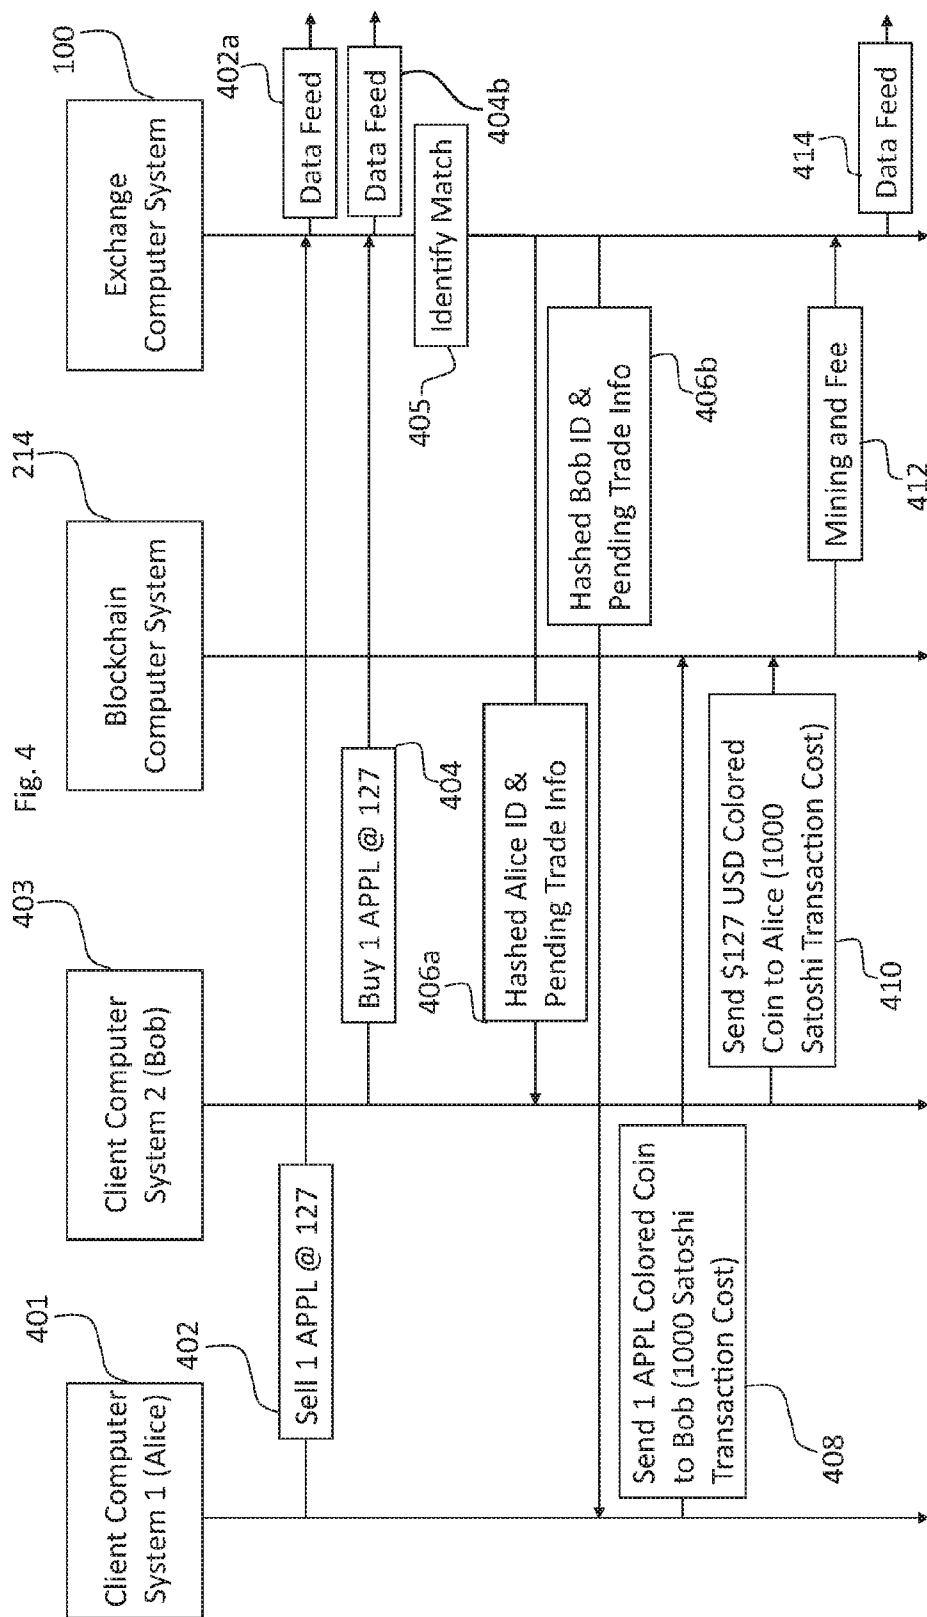 Fig. 4
401
Client Computer
System 1 (Alice)
403
Client Computer
System 2 (Bob)
214
Blockchain
Computer System
100
Exchange
Computer System
402
Sell 1 APPL @ 127
402a
Data Feed
Buy 1 APPL @ 127
404
Data Feed
404b
405
Identify Match
406a
Hashed Alice ID &
Pending Trade Info
Hashed Bob ID &
Pending Trade Info
406b
Send 1 APPL Colored Coin
to Bob (1000 Satoshi
Transaction Cost)
408
Send $127 USD Colored
Coin to Alice (1000
Satoshi Transaction Cost)
410
Mining and Fee
412
414
Data Feed